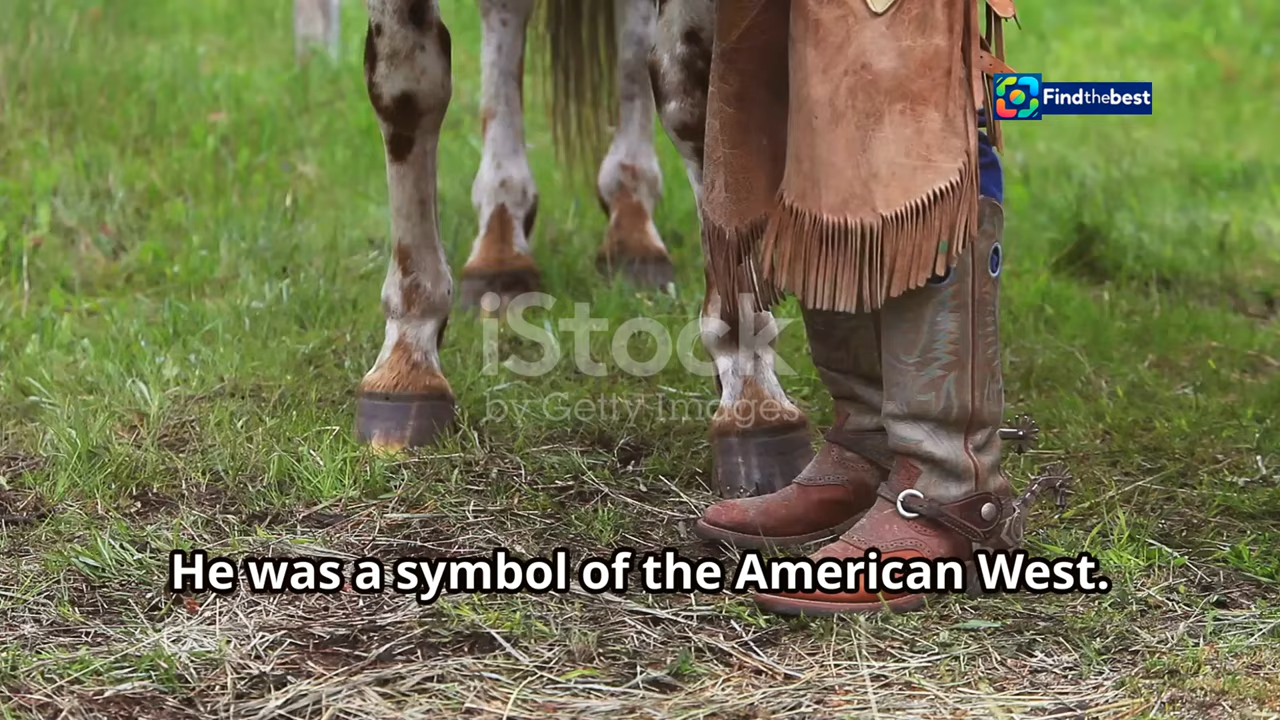 Findthebest
iStock
by Getty Images
He was a symbol of the American West.